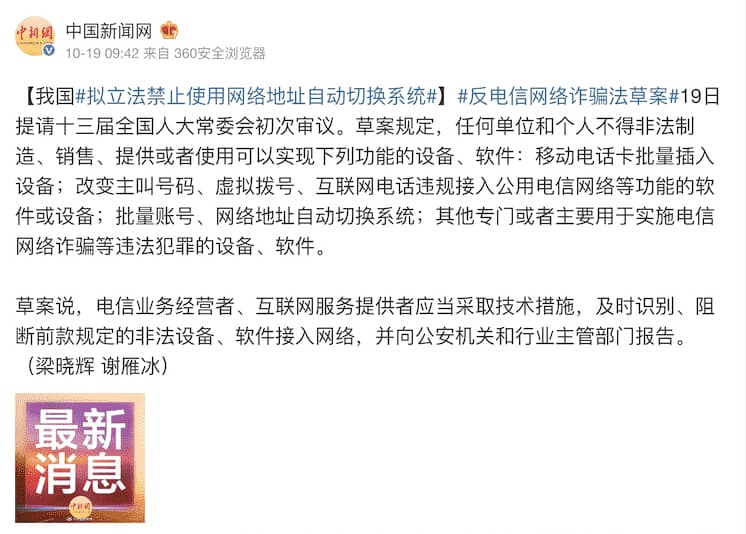 中新網
中国新闻网
10-19 09:42 来自 360安全浏览器
【我国#拟立法禁止使用网络地址自动切换系统#】#反电信网络诈骗法草案#19日
提请十三届全国人大常委会初次审议。草案规定，任何单位和个人不得非法制
造、销售、提供或者使用可以实现下列功能的设备、软件：移动电话卡批量插入
设备；改变主叫号码、虚拟拨号、互联网电话违规接入公用电信网络等功能的软
件或设备；批量账号、网络地址自动切换系统；其他专门或者主要用于实施电信
网络诈骗等违法犯罪的设备、软件。
草案说，电信业务经营者、互联网服务提供者应当采取技术措施，及时识别、阻
断前款规定的非法设备、软件接入网络，并向公安机关和行业主管部门报告。
（梁晓辉 谢雁冰）
最新
消息
中新網